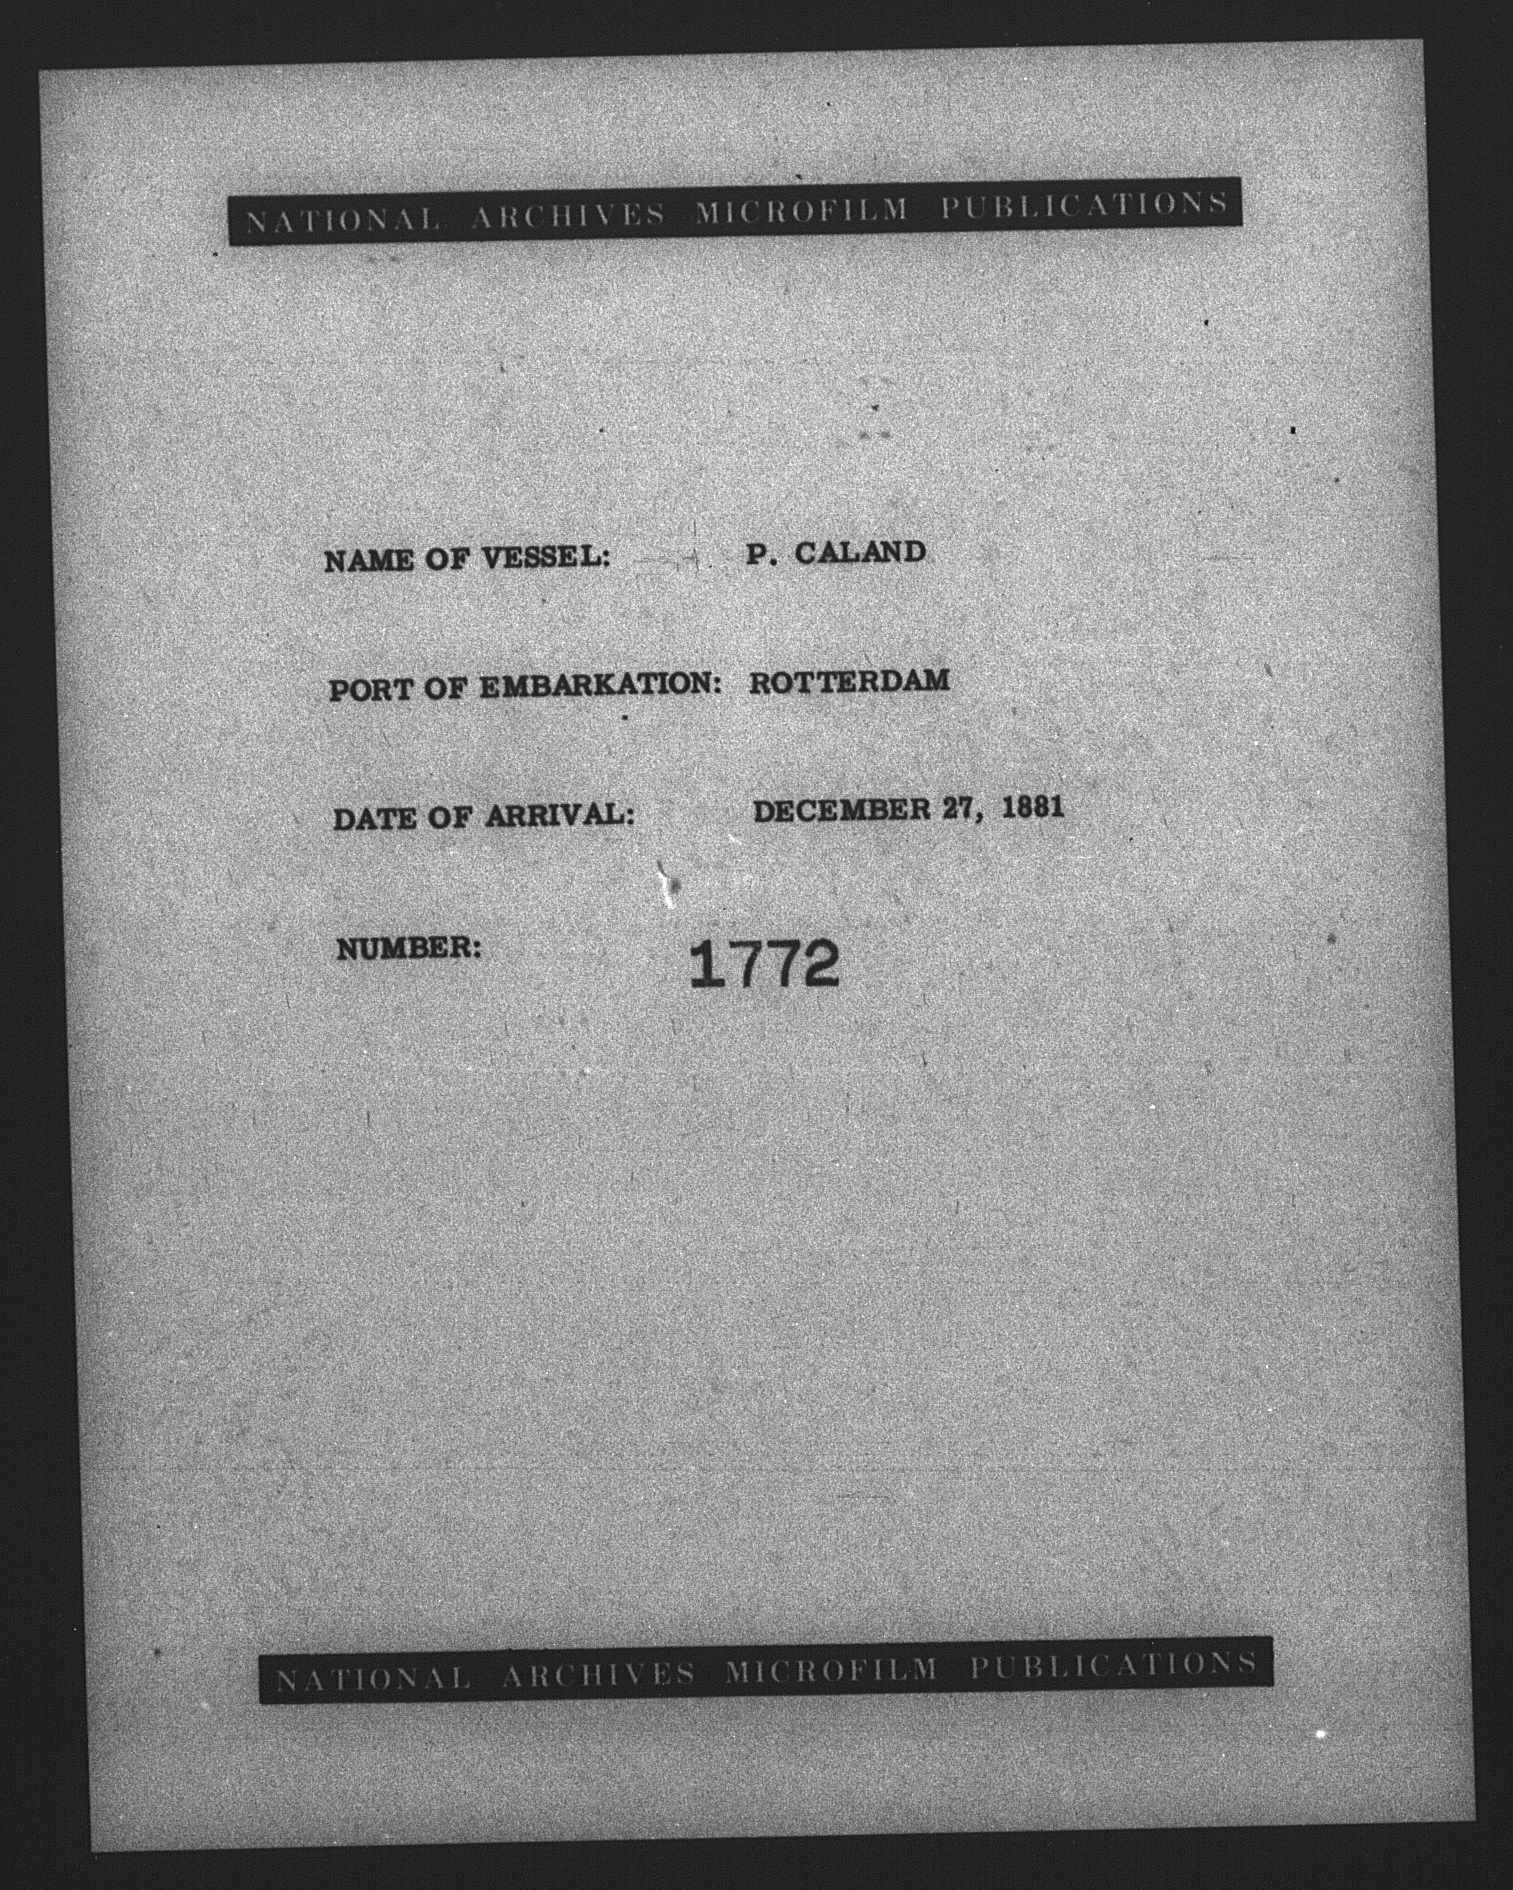 NATIONAL ARCHIVES MICROFILM PUBLICATIONS
NAME OF VESSEL: P. CALAND
PORT OF EMBARKATION: ROTTERDAM
DATE OF ARRIVAL: DECEMBER 27, 1881
NUMBER: 1772
NATIONAL ARCHIVES MICROFILM PUBLICATIONS